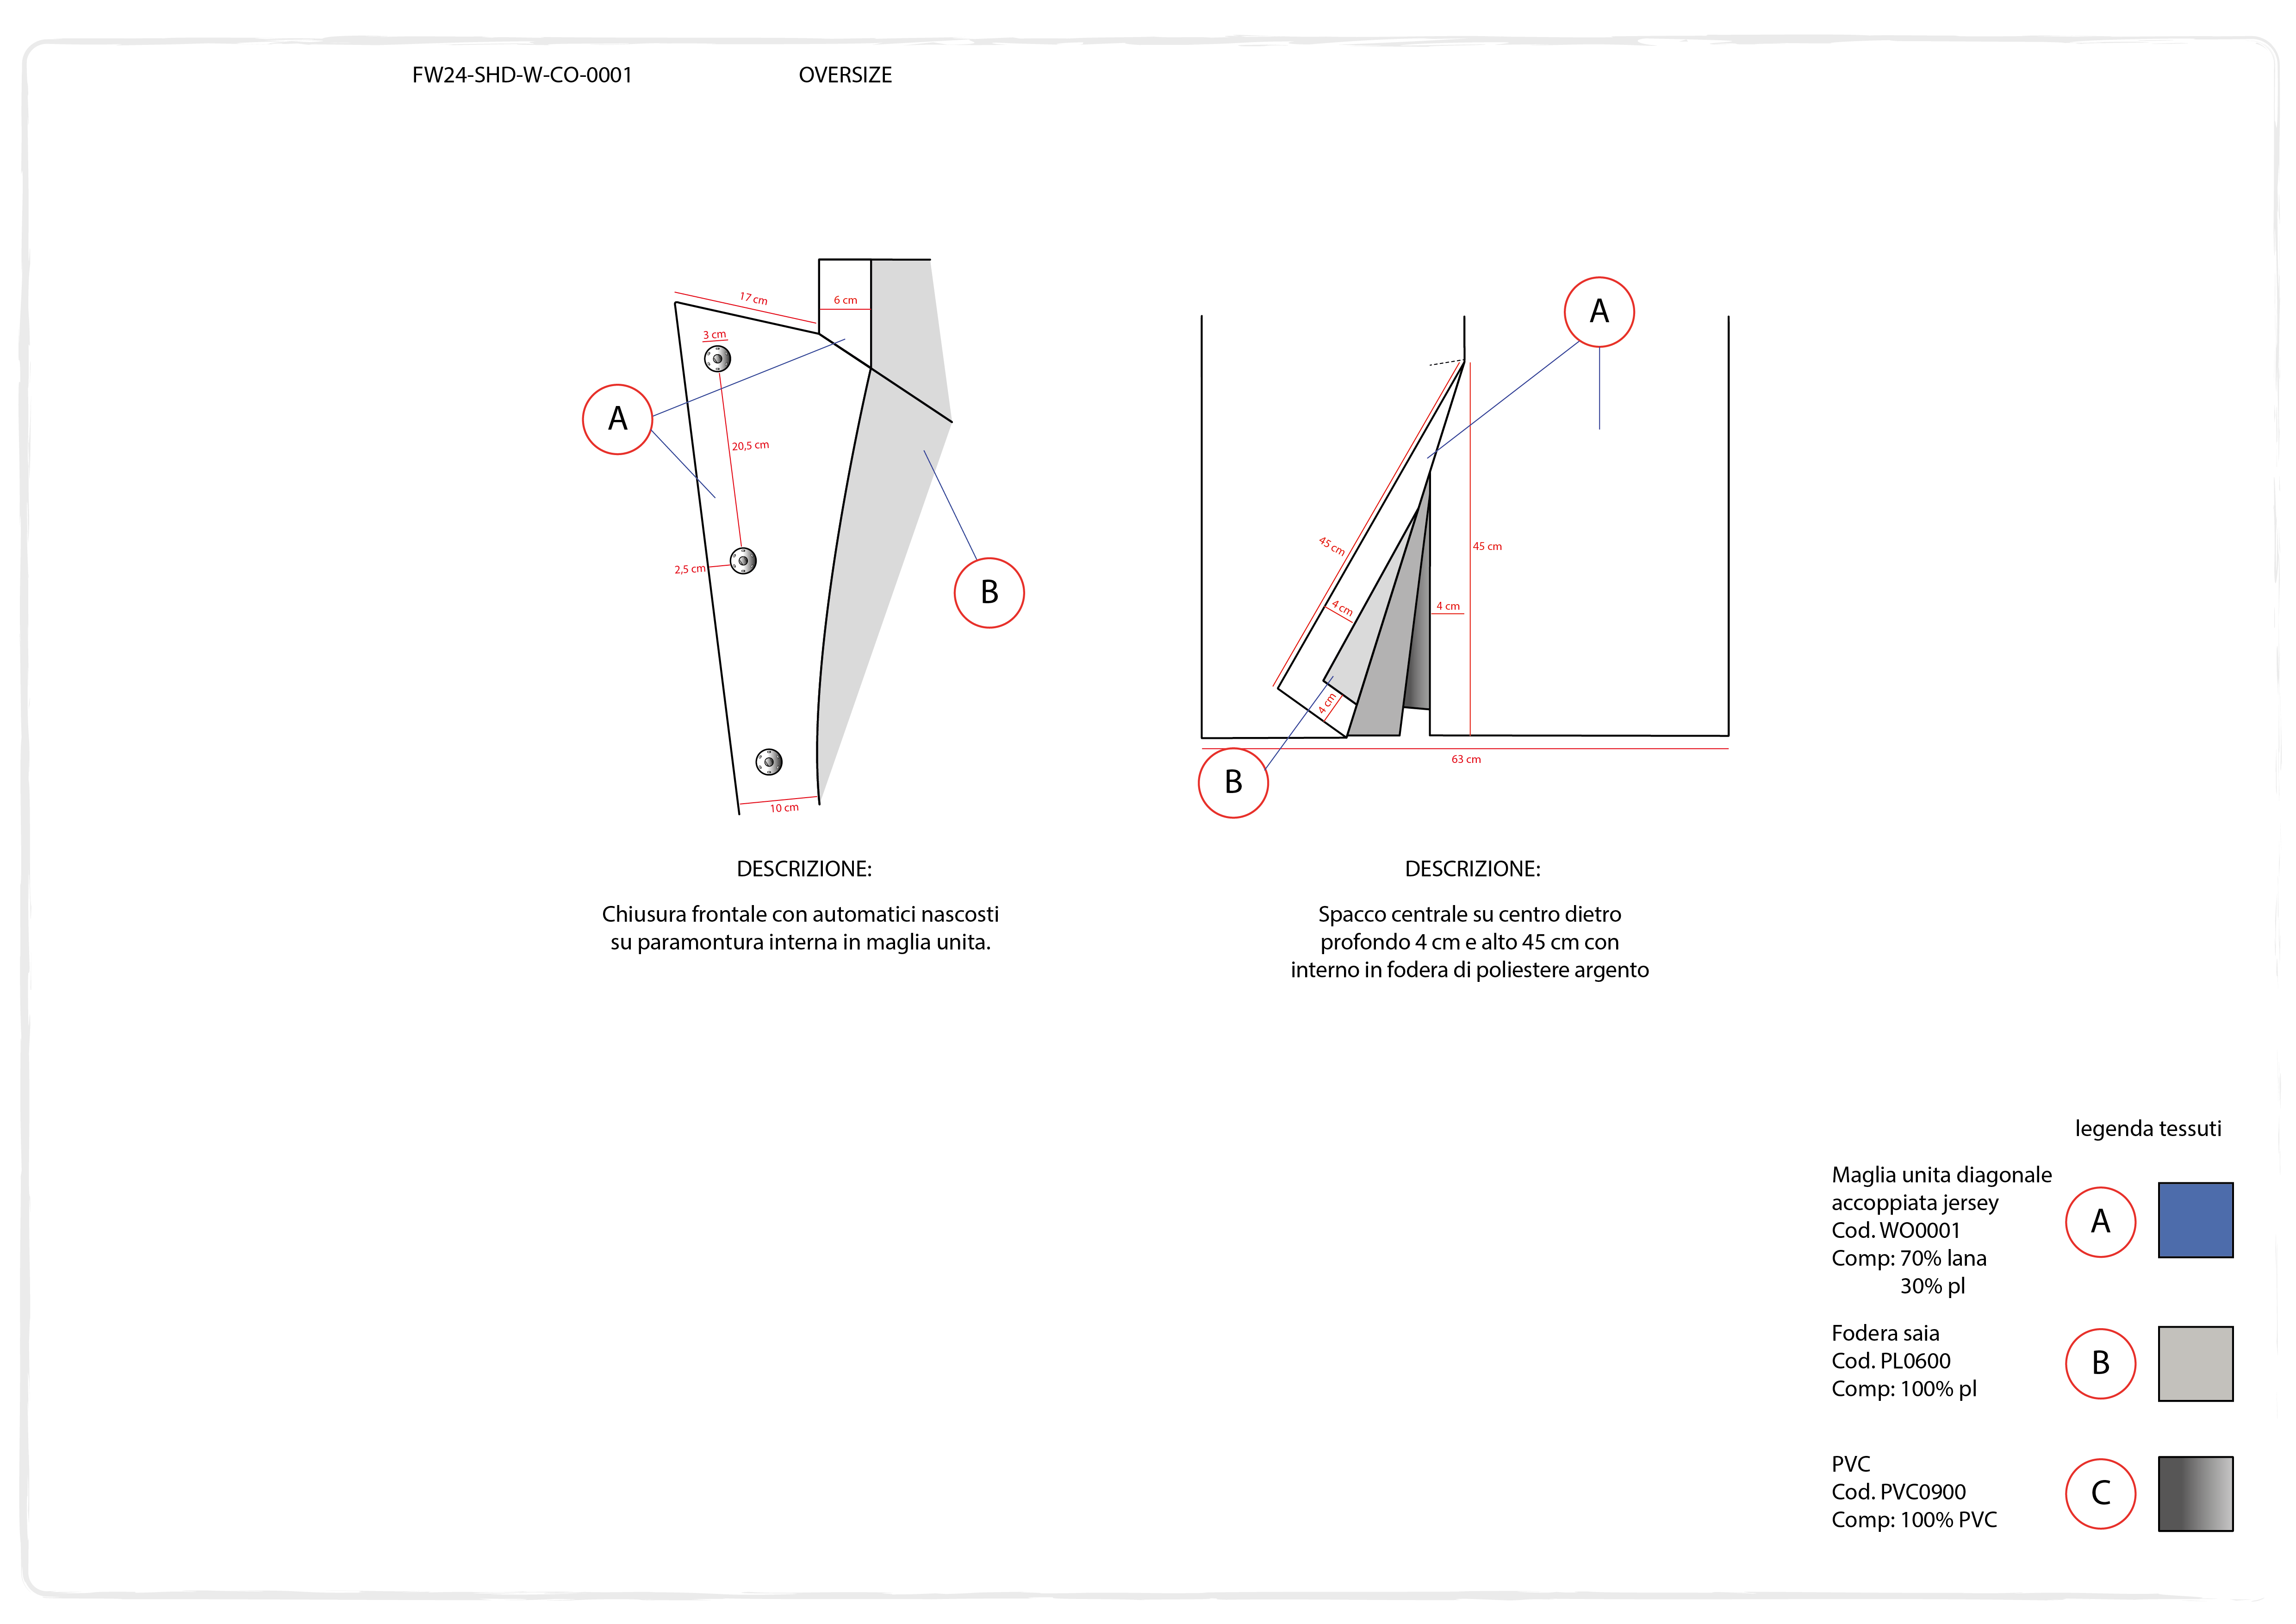 FW24-SHD-W-CO-0001
OVERSIZE
17 cm
6 cm
3 cm
A
20,5 cm
2,5 cm
B
10 cm
DESCRIZIONE:
Chiusura frontale con automatici nascosti
su paramontura interna in maglia unita.
A
45 cm
45 cm
4 cm
4 cm
4 cm
63 cm
B
DESCRIZIONE:
Spacco centrale su centro dietro
profondo 4 cm e alto 45 cm con
interno in fodera di poliestere argento
legenda tessuti
Maglia unita diagonale
accoppiata jersey
Cod. WO0001
Comp: 70% lana
30% pl
A
Fodera saia
Cod. PL0600
Comp: 100% pl
B
PVC
Cod. PVC0900
Comp: 100% PVC
C